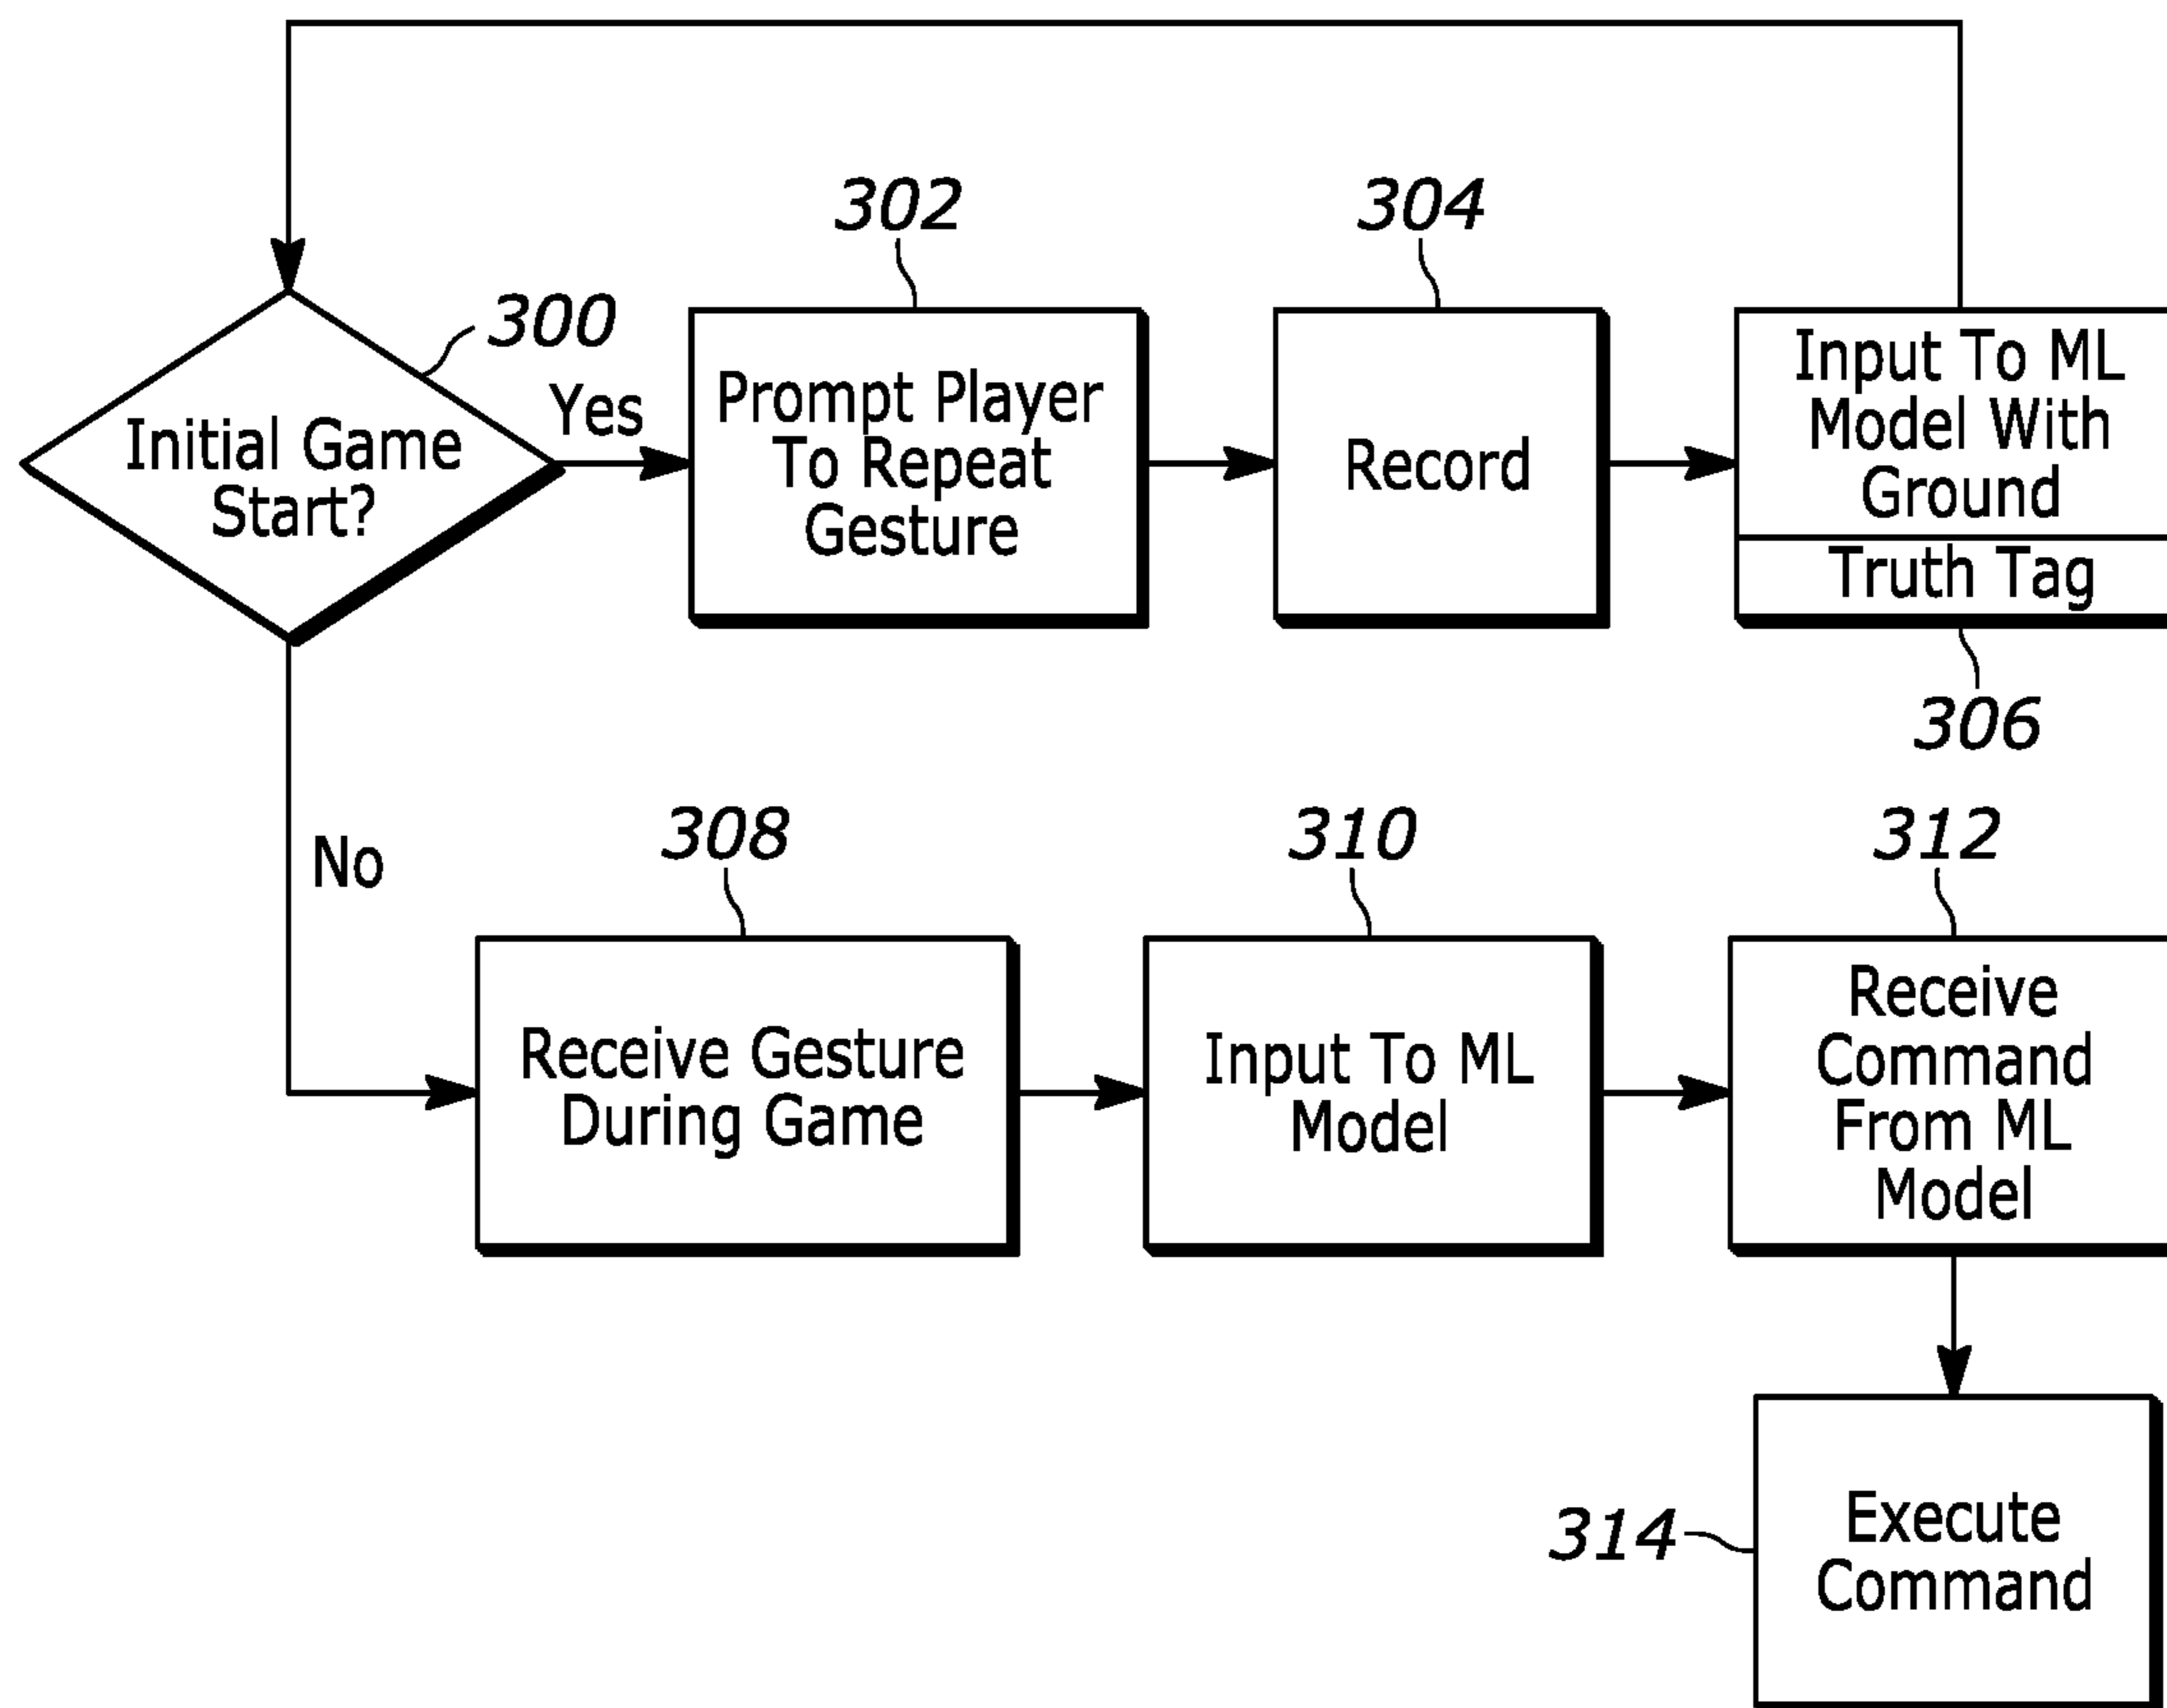 302
304
300
Initial Game
Start?
Yes
Prompt Player
To Repeat
Gesture
Record
Input To ML
Model With
Ground
Truth Tag
306
No
308
310
312
Receive Gesture
During Game
Input To ML
Model
Receive
Command
From ML
Model
314
Execute
Command